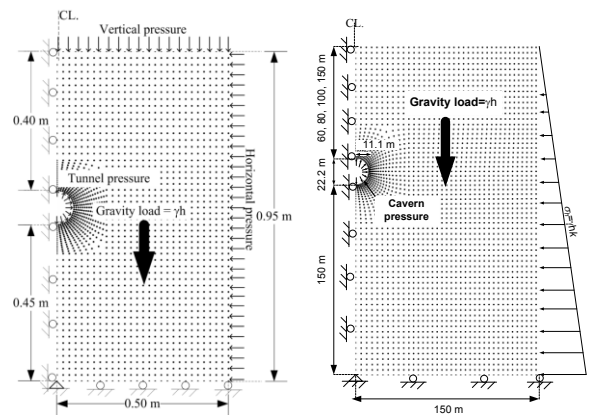 CL.
Vertical pressure
0.40 m
Tunnel pressure
Gravity load = γh
Horizontal pressure
0.95 m
0.45 m
0.50 m
CL.
60, 80, 100, 150 m
Gravity load=γh
11.1 m
22.2 m
Cavern
pressure
150 m
σh=γhk
150 m